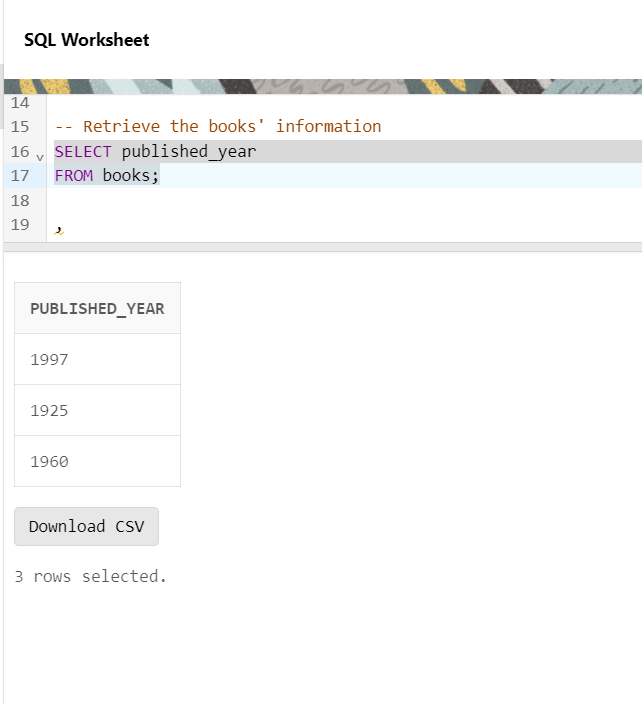 SQL Worksheet
14
15 -- Retrieve the books' information
16 SELECT published_year
17 FROM books;
18
19 ,
PUBLISHED_YEAR
1997
1925
1960
Download CSV
3 rows selected.